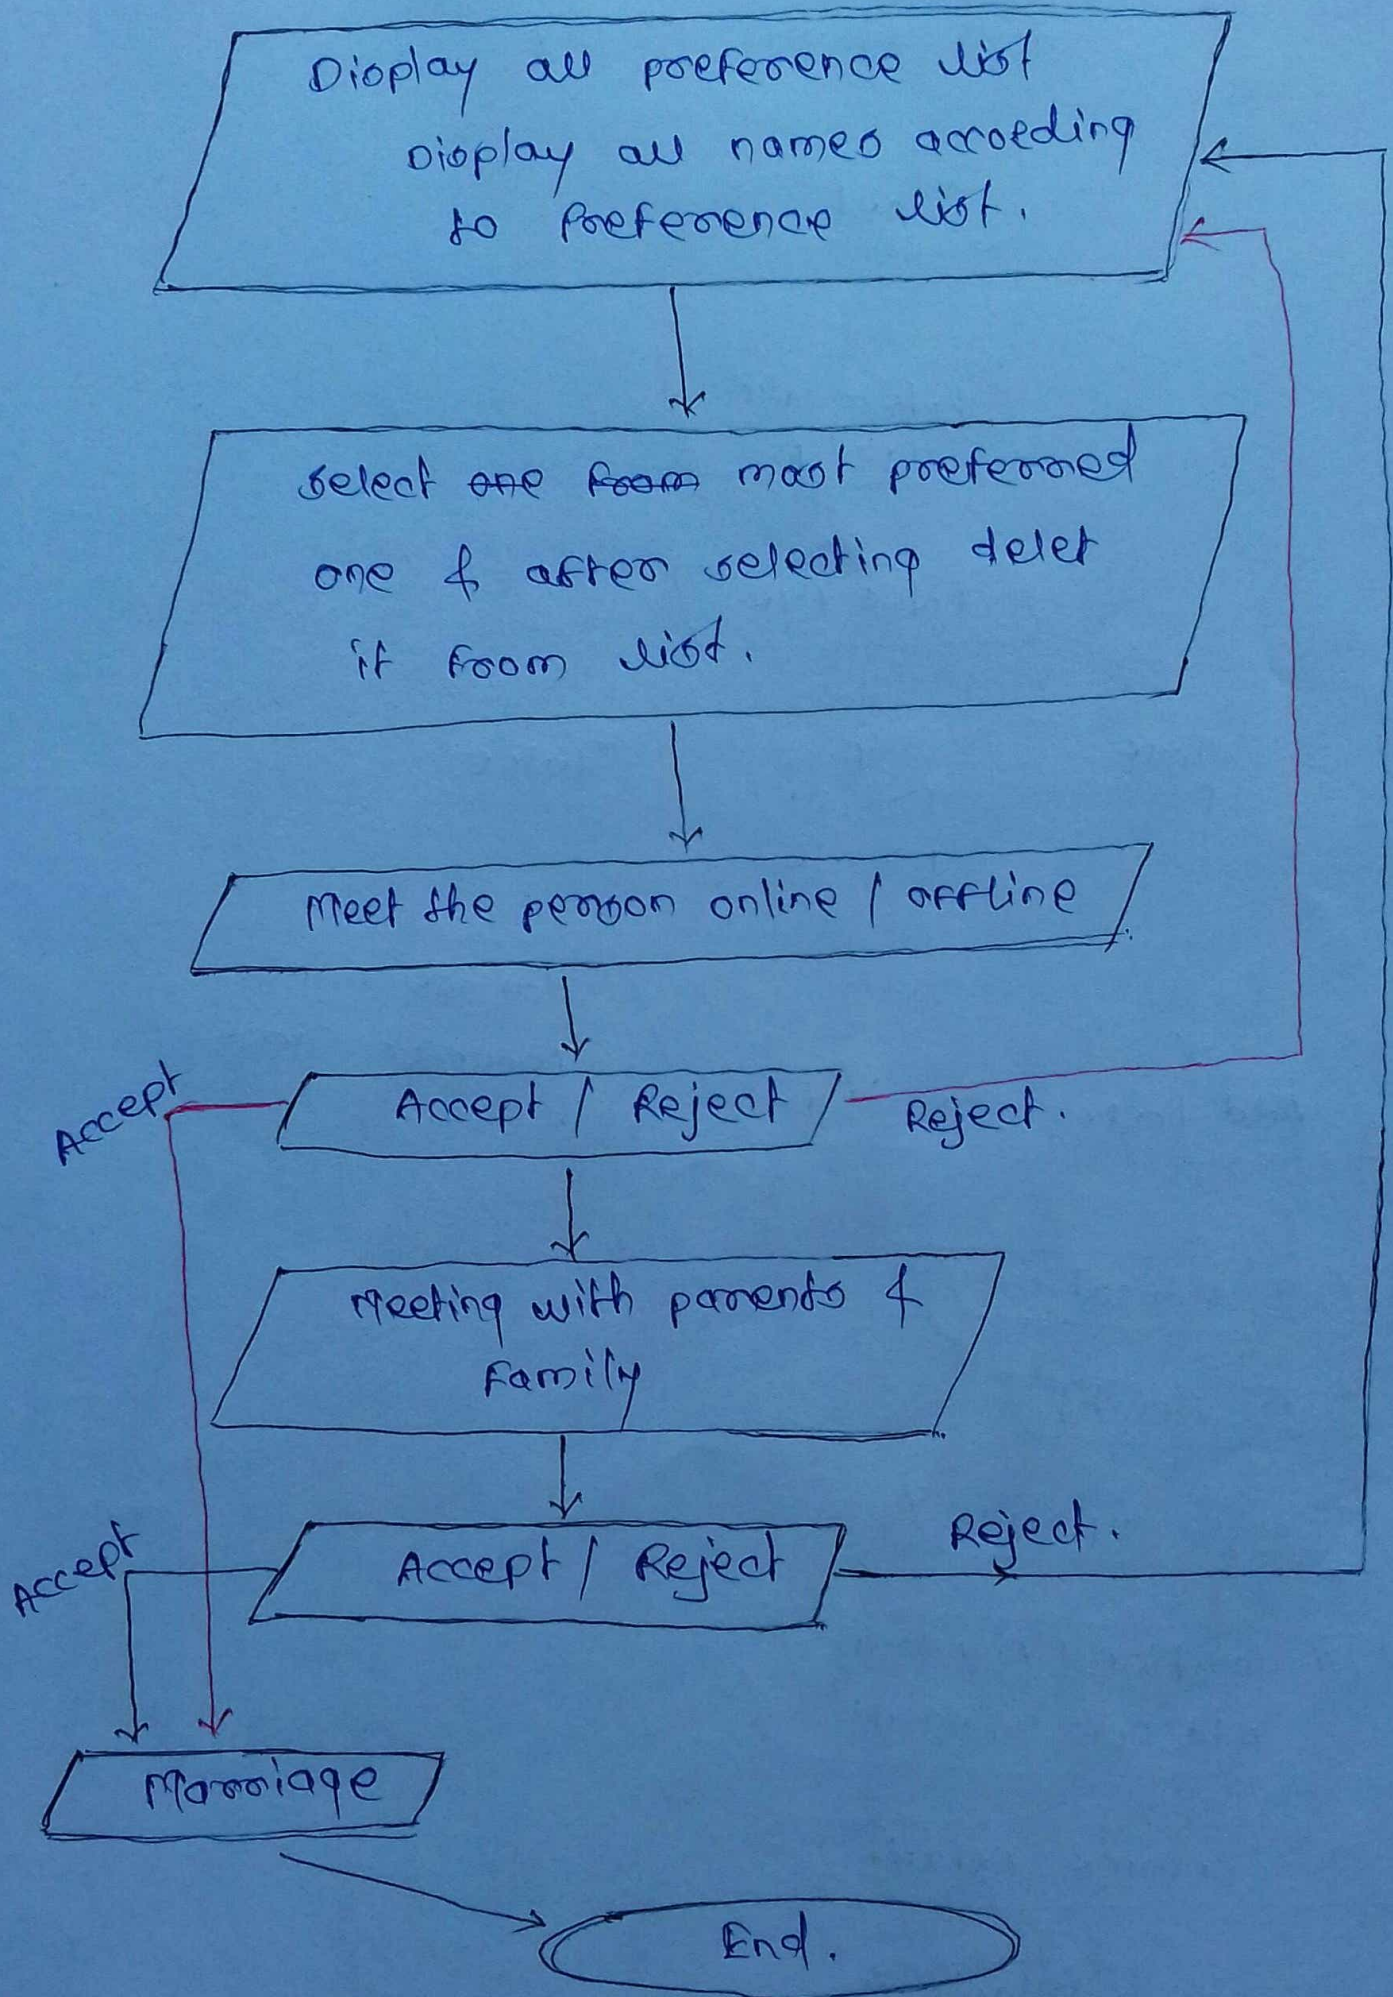 Display all preference list
Display all names accroeding
to Preference list.
Select one from most preferred
one & after selecting delet
it from list.
Meet the person online / offline
Accept
Accept / Reject
Reject.
Meeting with parents &
Family
Accept
Accept / Reject
Reject.
Marriage
End.